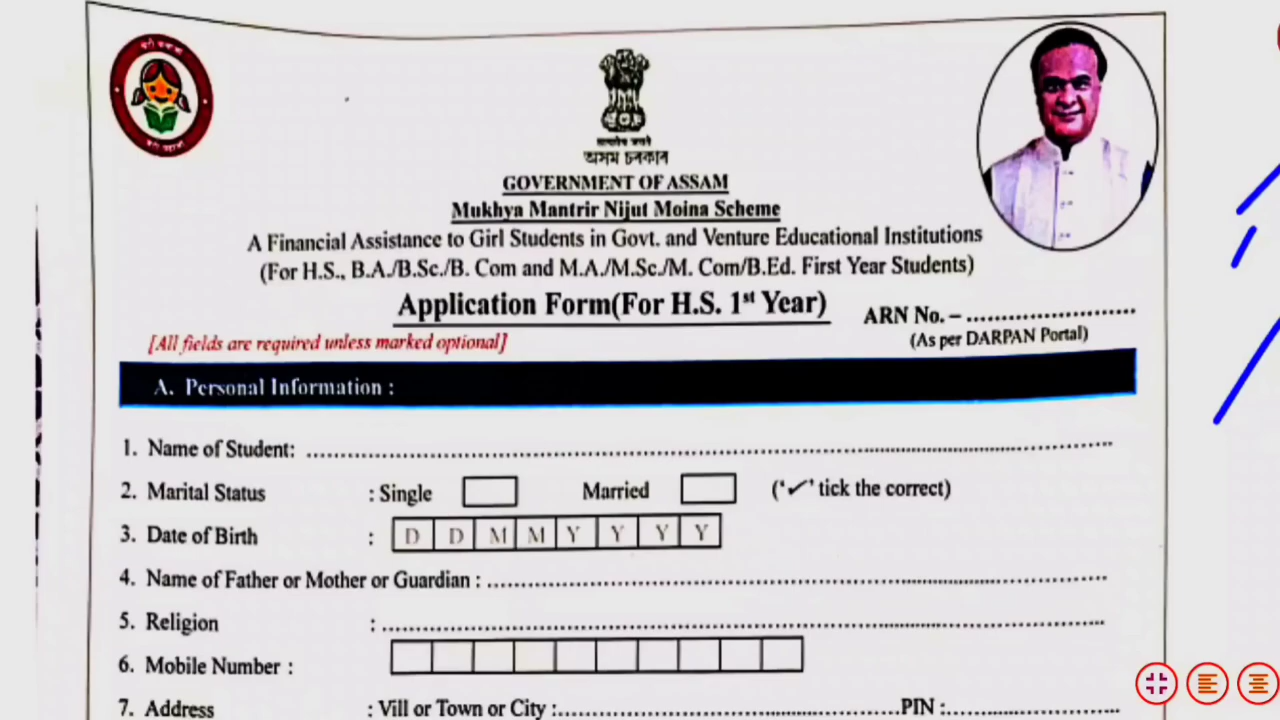 অসম চৰকাৰ
GOVERNMENT OF ASSAM
Mukhya Mantrir Nijut Moina Scheme
A Financial Assistance to Girl Students in Govt. and Venture Educational Institutions
(For H.S., B.A./B.Sc./B. Com and M.A./M.Sc./M. Com/B.Ed. First Year Students)
Application Form(For H.S. 1st Year)
ARN No. – ....................................
[All fields are required unless marked optional]
(As per DARPAN Portal)
A. Personal Information :
1. Name of Student: ....................................
2. Marital Status : Single Married ('✓' tick the correct)
3. Date of Birth : D D M M Y Y Y Y
4. Name of Father or Mother or Guardian : ....................................
5. Religion : ....................................
6. Mobile Number :
7. Address : Vill or Town or City :....................................PIN :....................................